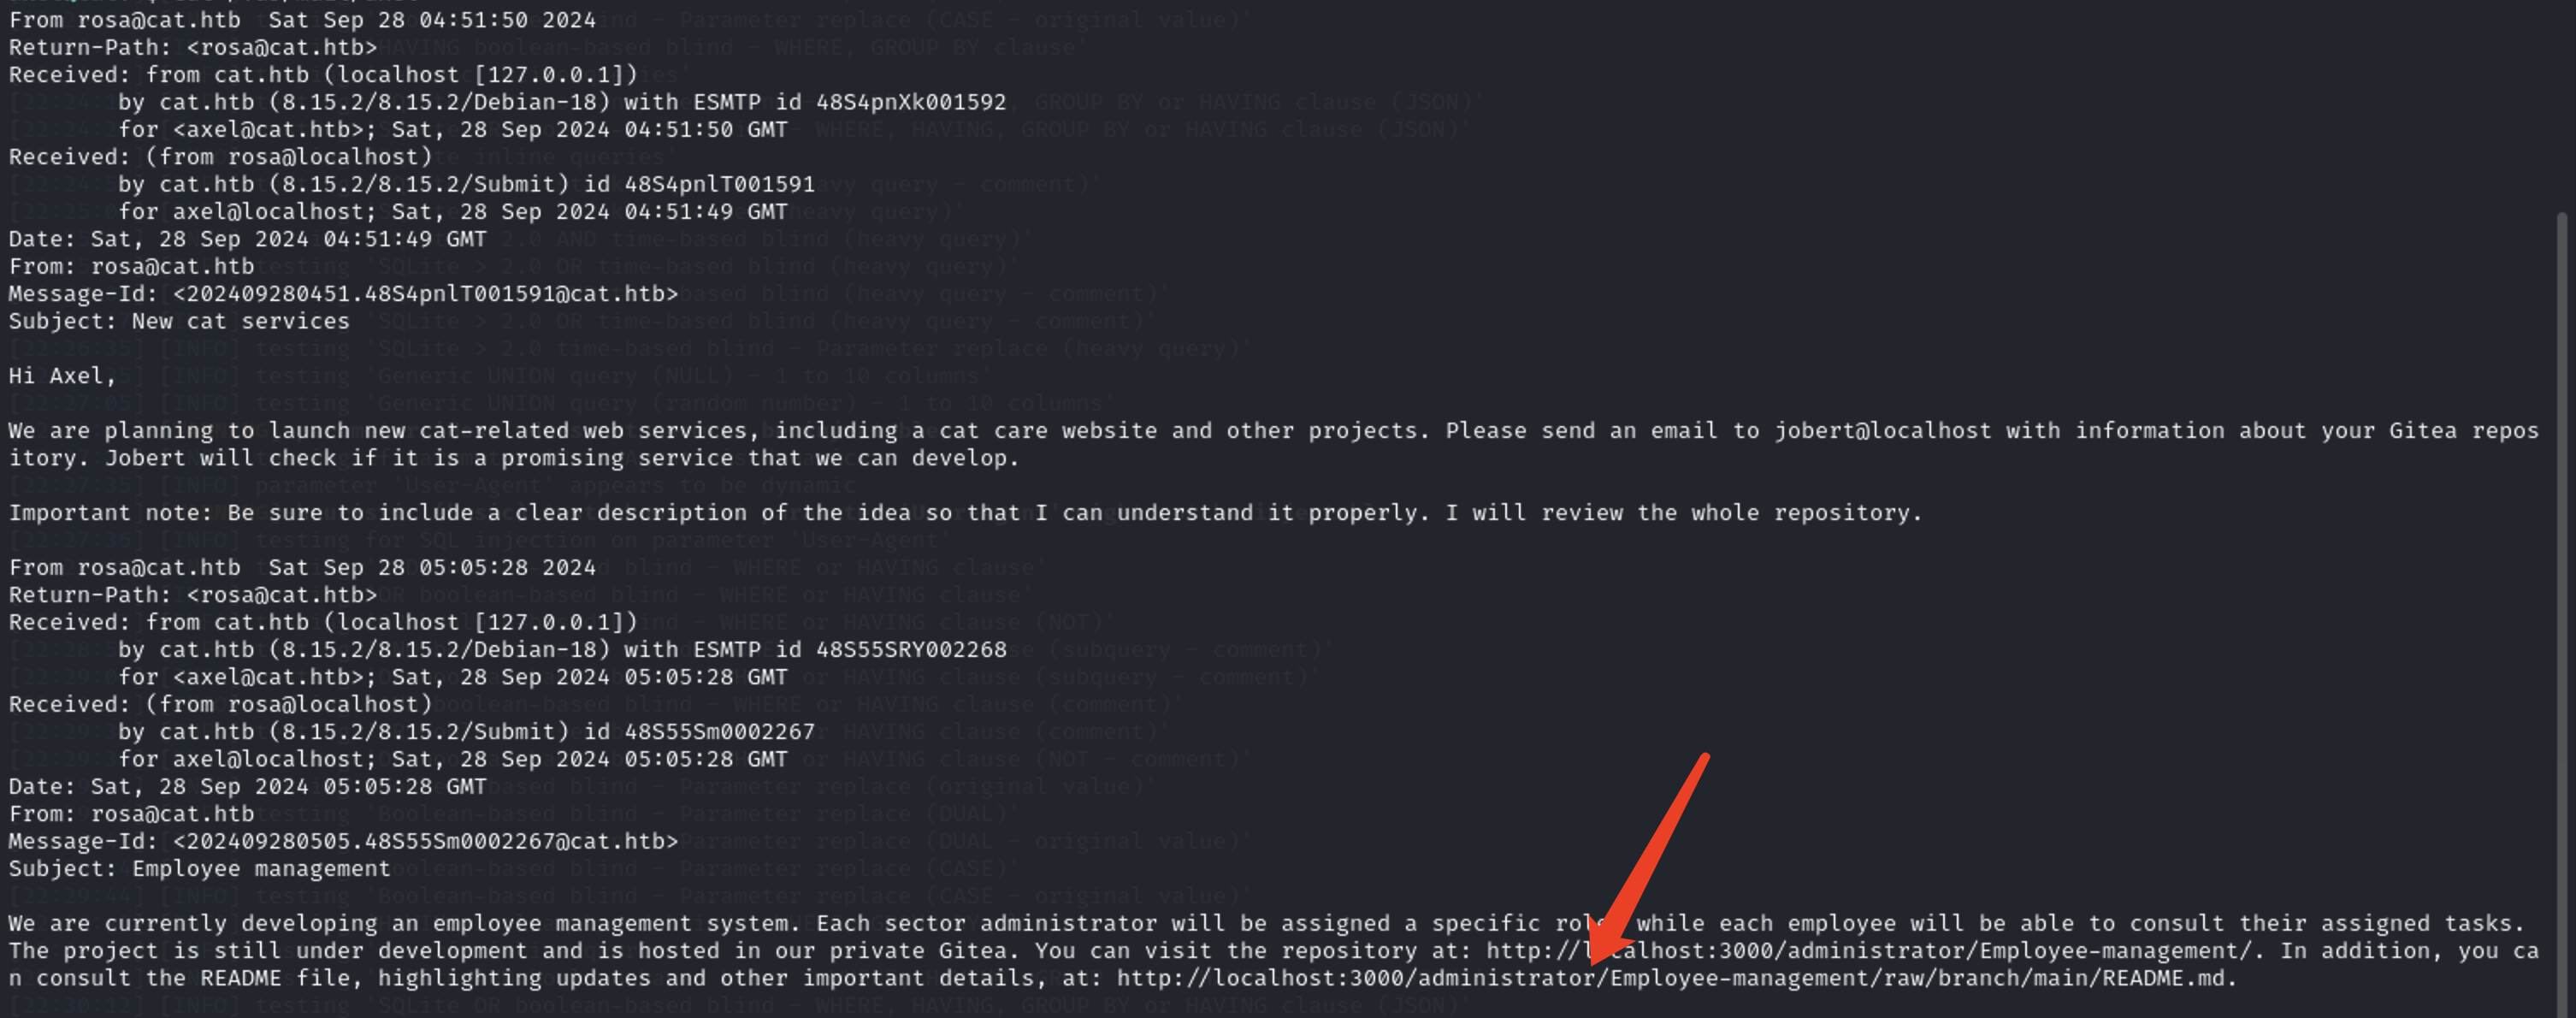 From rosa@cat.htb  Sat Sep 28 04:51:50 2024
Return-Path: <rosa@cat.htb>
Received: from cat.htb (localhost [127.0.0.1])
        by cat.htb (8.15.2/8.15.2/Debian-18) with ESMTP id 48S4pnXk001592
        for <axel@cat.htb>; Sat, 28 Sep 2024 04:51:50 GMT
Received: (from rosa@localhost)
        by cat.htb (8.15.2/8.15.2/Submit) id 48S4pnlT001591
        for axel@localhost; Sat, 28 Sep 2024 04:51:49 GMT
Date: Sat, 28 Sep 2024 04:51:49 GMT
From: rosa@cat.htb
Message-Id: <202409280451.48S4pnlT001591@cat.htb>
Subject: New cat services
Hi Axel,
We are planning to launch new cat-related web services, including a cat care website and other projects. Please send an email to jobert@localhost with information about your Gitea repos
itory. Jobert will check if it is a promising service that we can develop.
Important note: Be sure to include a clear description of the idea so that I can understand it properly. I will review the whole repository.
From rosa@cat.htb  Sat Sep 28 05:05:28 2024
Return-Path: <rosa@cat.htb>
Received: from cat.htb (localhost [127.0.0.1])
        by cat.htb (8.15.2/8.15.2/Debian-18) with ESMTP id 48S55SRY002268
        for <axel@cat.htb>; Sat, 28 Sep 2024 05:05:28 GMT
Received: (from rosa@localhost)
        by cat.htb (8.15.2/8.15.2/Submit) id 48S55Sm0002267
        for axel@localhost; Sat, 28 Sep 2024 05:05:28 GMT
Date: Sat, 28 Sep 2024 05:05:28 GMT
From: rosa@cat.htb
Message-Id: <202409280505.48S55Sm0002267@cat.htb>
Subject: Employee management
We are currently developing an employee management system. Each sector administrator will be assigned a specific role, while each employee will be able to consult their assigned tasks.
The project is still under development and is hosted in our private Gitea. You can visit the repository at: http://localhost:3000/administrator/Employee-management/. In addition, you ca
n consult the README file, highlighting updates and other important details, at: http://localhost:3000/administrator/Employee-management/raw/branch/main/README.md.